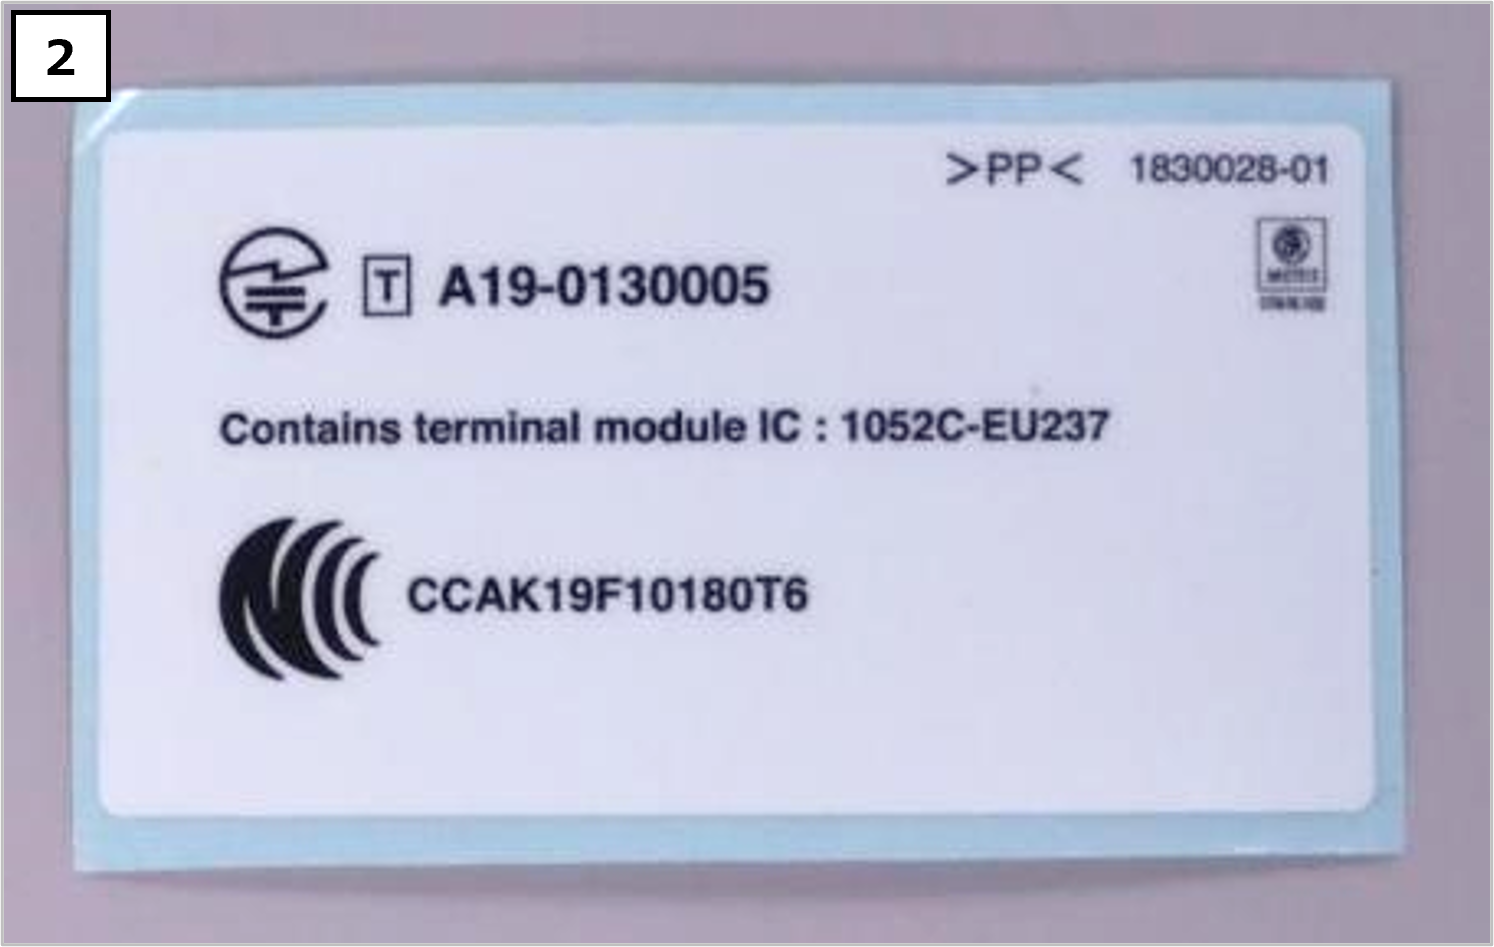 2
>PP< 1830028-01
T A19-0130005
Contains terminal module IC : 1052C-EU237
CCAK19F10180T6